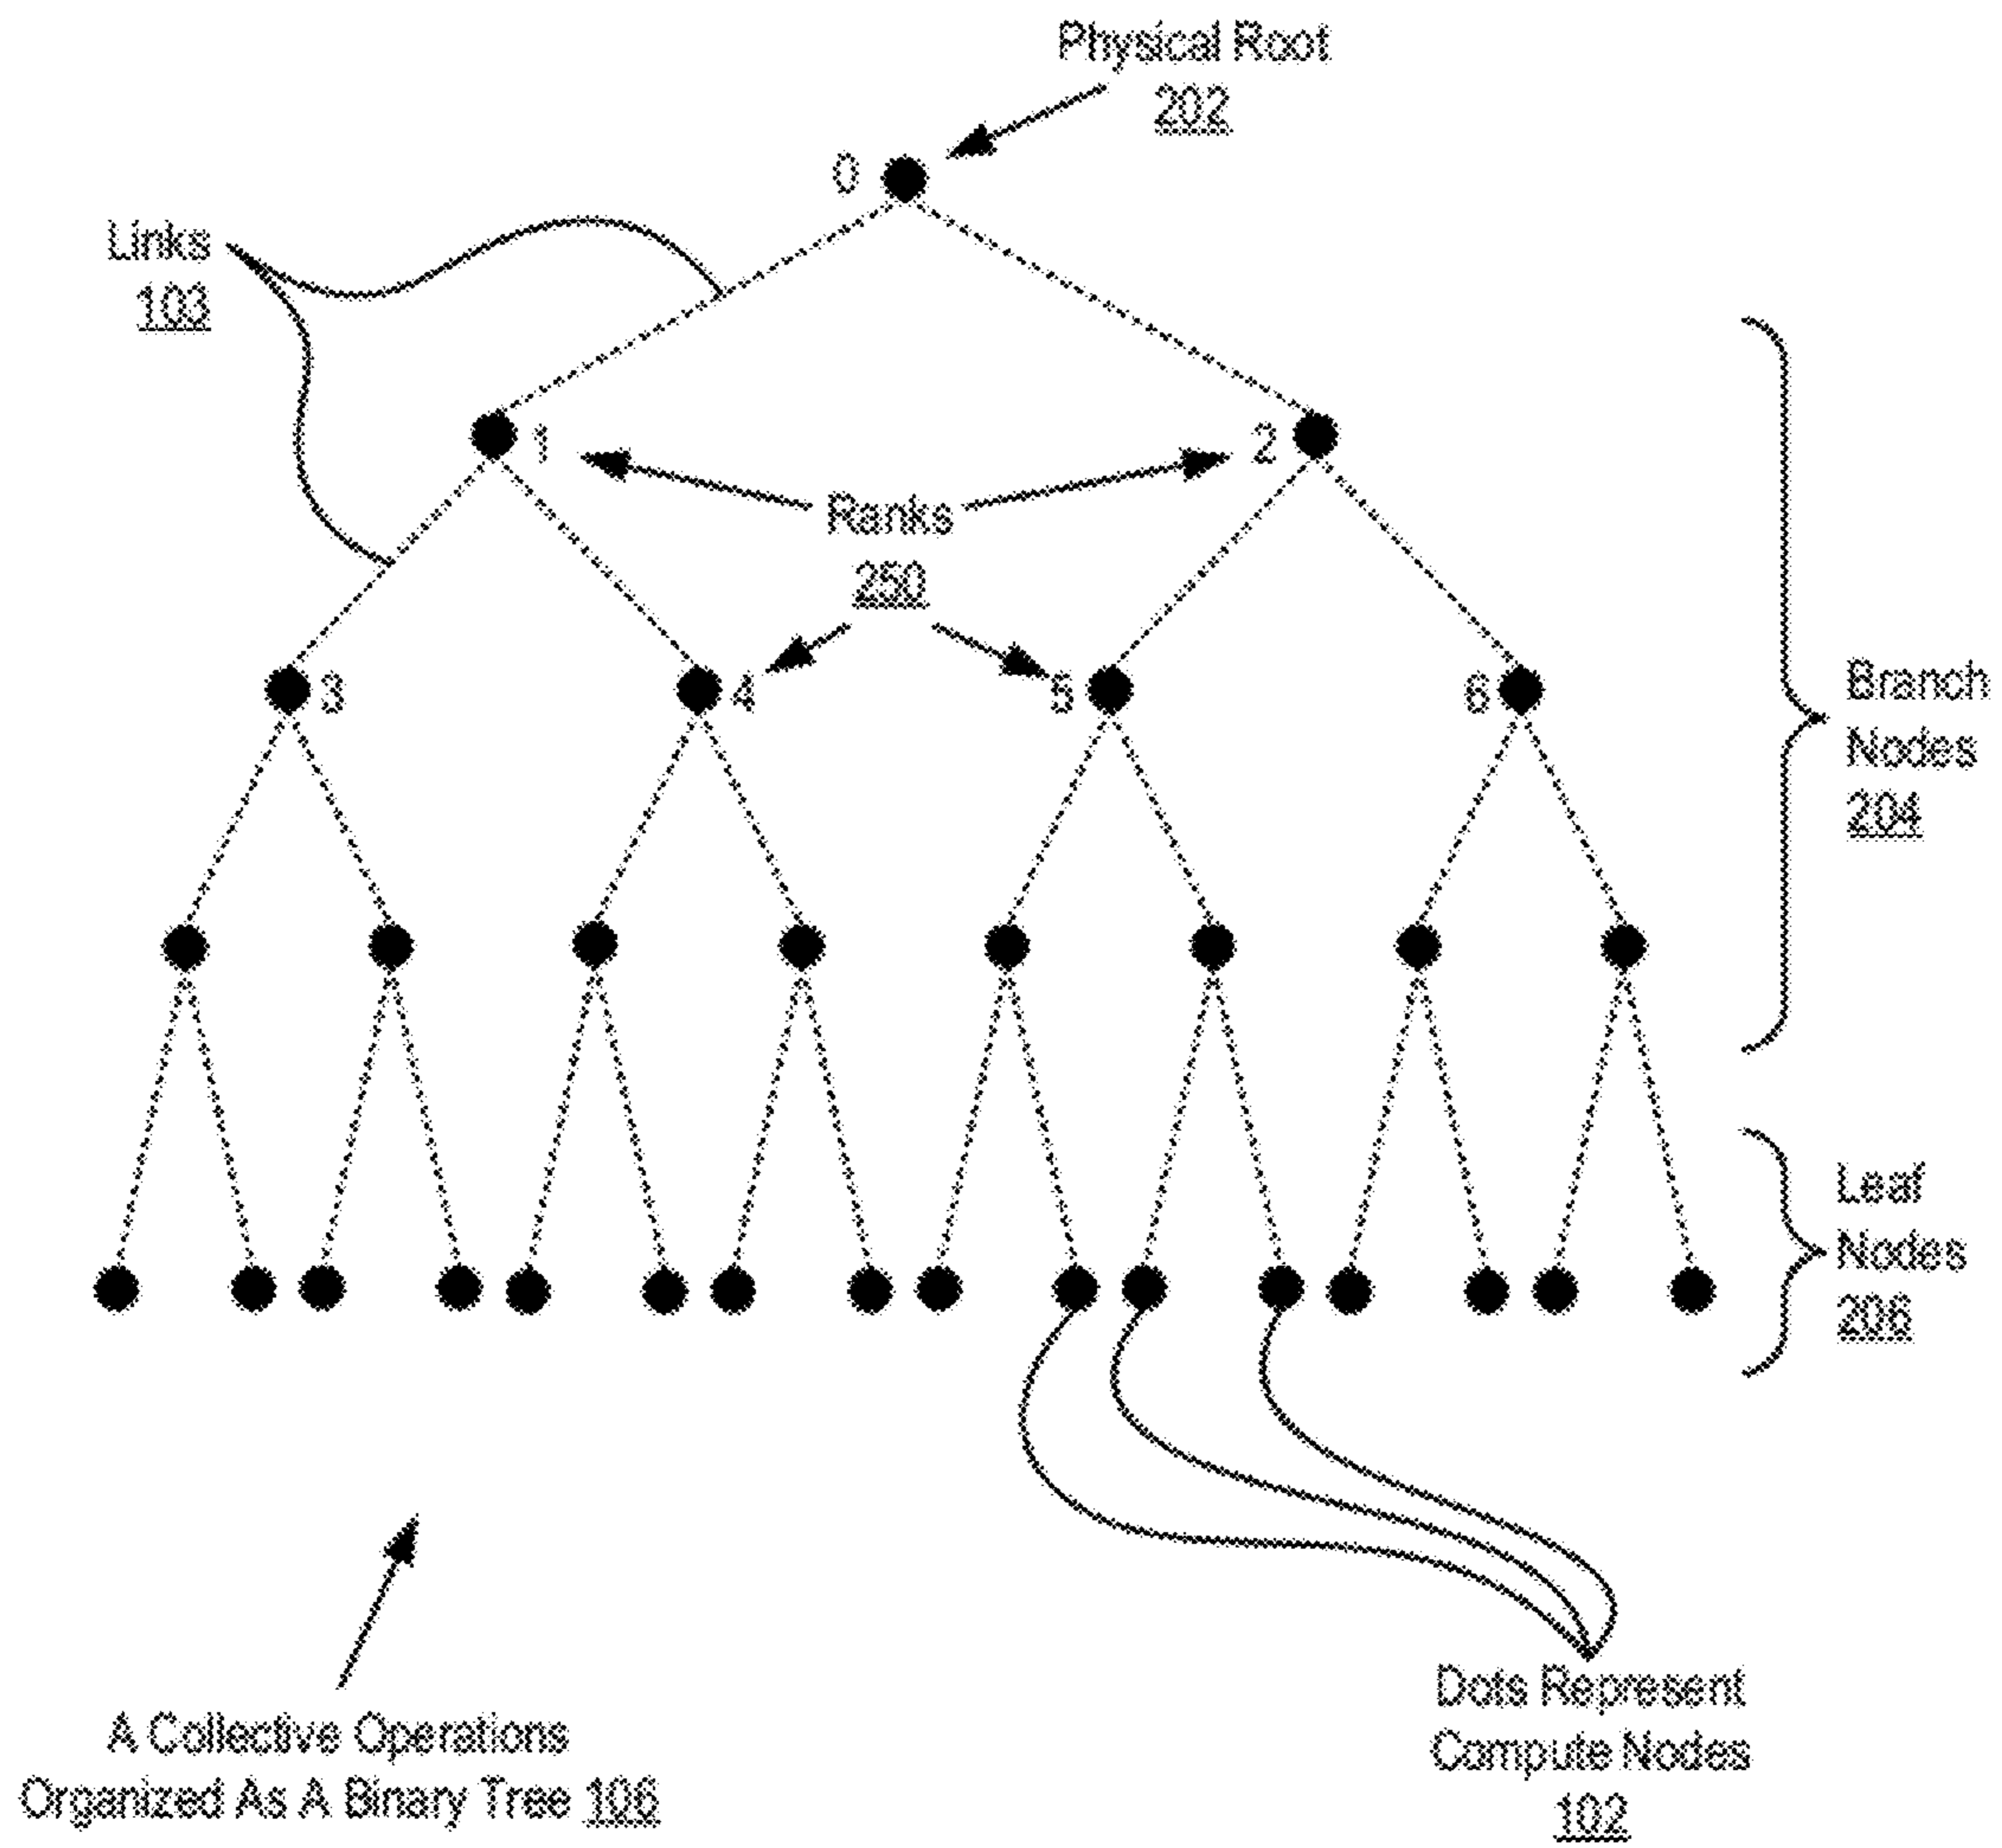 Physical Root
202
0
Links
103
1
2
Ranks
250
3
4
5
6
Branch
Nodes
204
Leaf
Nodes
206
A Collective Operations
Organized As A Binary Tree 106
Dots Represent
Compute Nodes
102